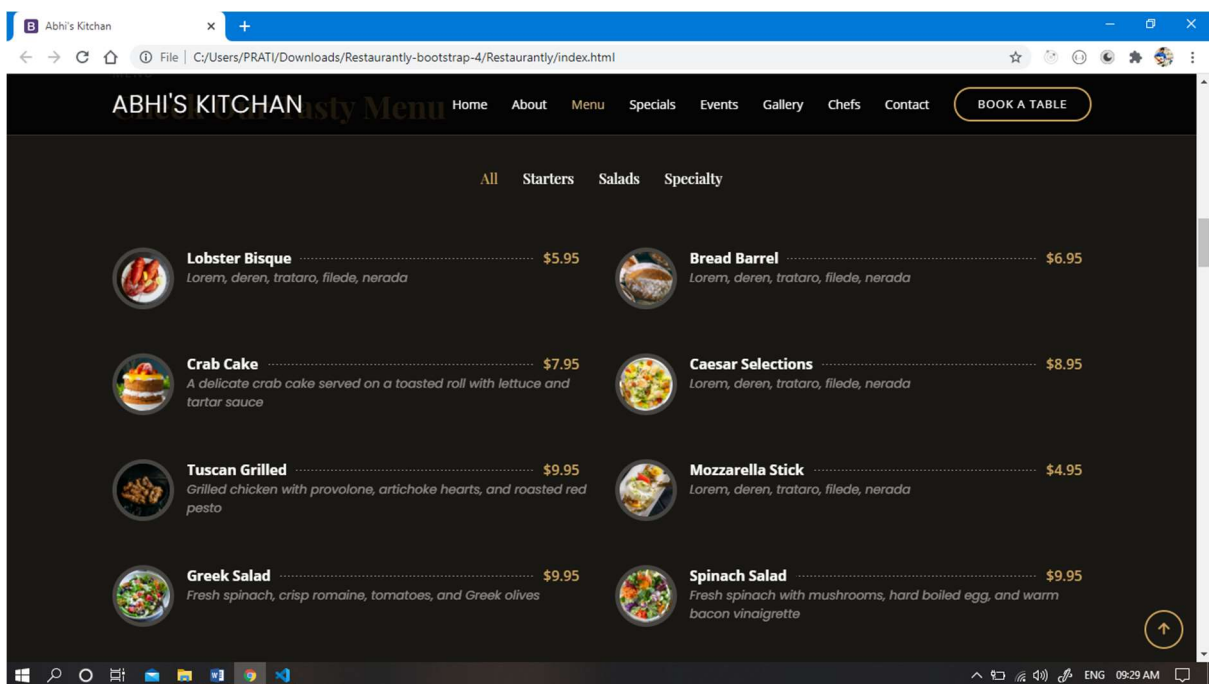 Abhi's Kitchan
File | C:/Users/PRATI/Downloads/Restaurantly-bootstrap-4/Restaurantly/index.html
Check Our Tasty Menu
ABHI'S KITCHAN Home About Menu Specials Events Gallery Chefs Contact BOOK A TABLE
All Starters Salads Specialty
Lobster Bisque $5.95
Lorem, deren, trataro, filede, nerada
Bread Barrel $6.95
Lorem, deren, trataro, filede, nerada
Crab Cake $7.95
A delicate crab cake served on a toasted roll with lettuce and
tartar sauce
Caesar Selections $8.95
Lorem, deren, trataro, filede, nerada
Tuscan Grilled $9.95
Grilled chicken with provolone, artichoke hearts, and roasted red
pesto
Mozzarella Stick $4.95
Lorem, deren, trataro, filede, nerada
Greek Salad $9.95
Fresh spinach, crisp romaine, tomatoes, and Greek olives
Spinach Salad $9.95
Fresh spinach with mushrooms, hard boiled egg, and warm
bacon vinaigrette
ENG 09:29 AM